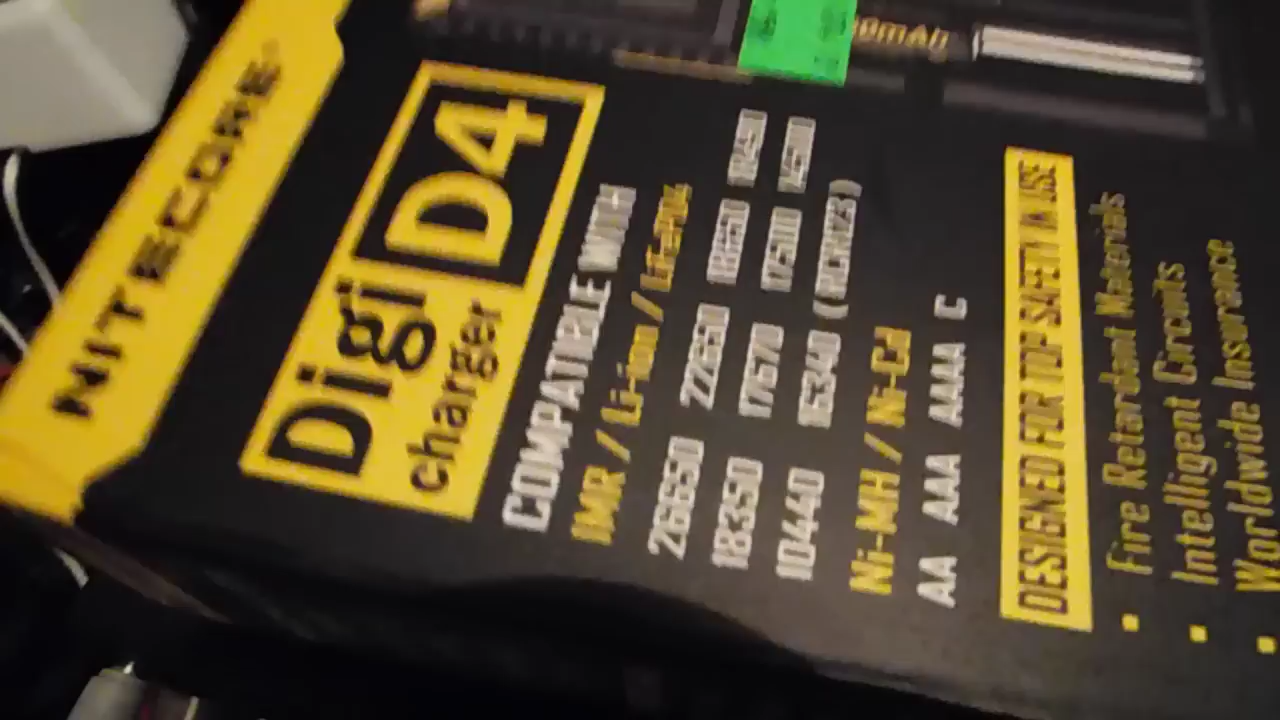 NITECORE
Digi D4
charger
COMPATIBLE WITH
IMR / Li-ion / LiFePO4
26650 22650 18650
18350 17670 17500 14500
10440 16340 (RCR123)
Ni-MH / Ni-Cd
AA AAA AAAA C
DESIGNED FOR TOP SAFETY IN USE
▪ Fire Retardant Materials
▪ Intelligent Circuits
▪ Worldwide Insurance